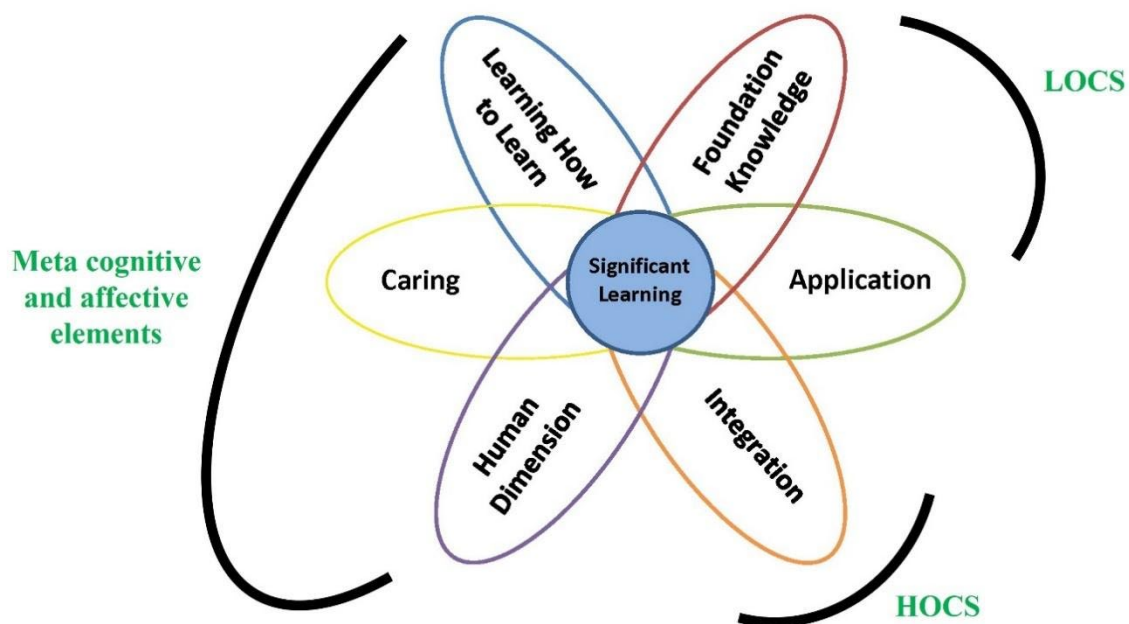 Learning How
to Learn
Foundation
Knowledge
LOCS
Meta cognitive
and affective
elements
Caring
Significant
Learning
Application
Human
Dimension
Integration
HOCS